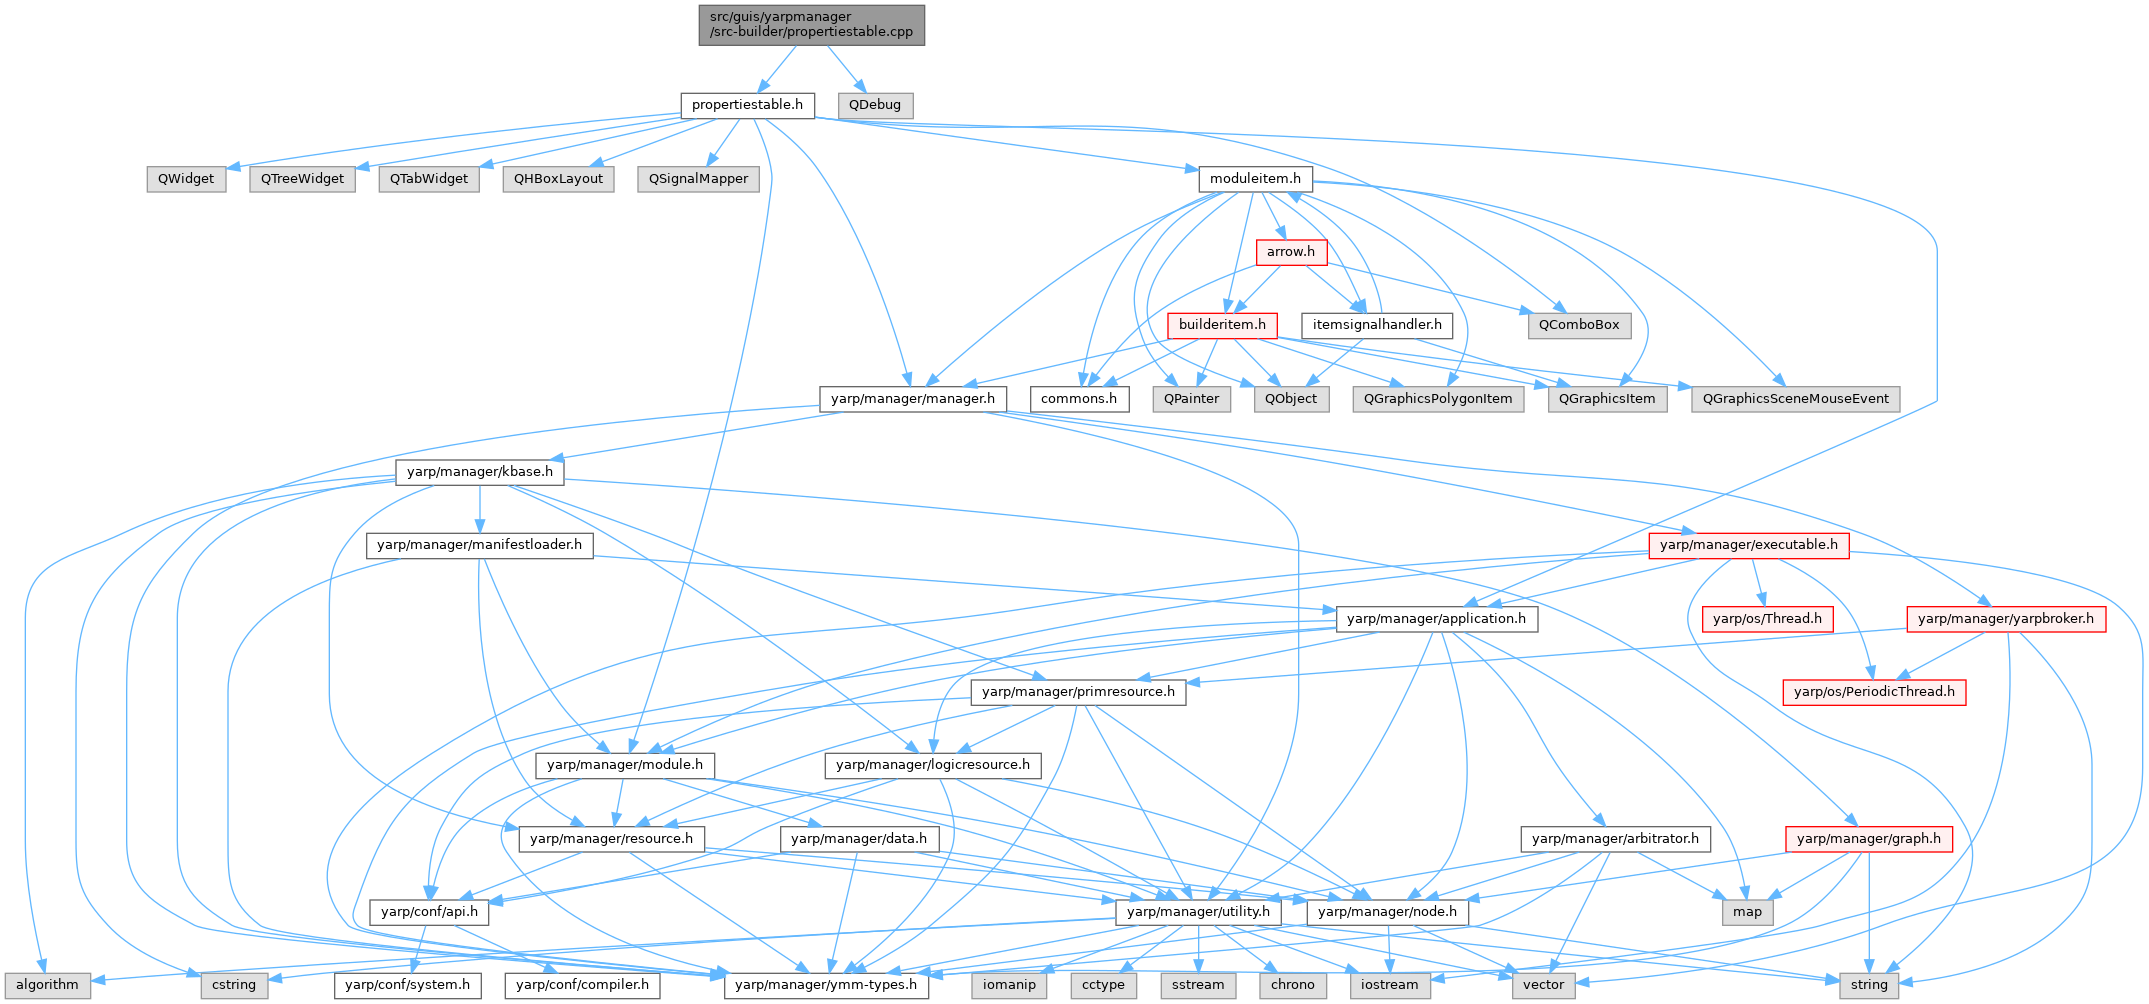 src/guis/yarpmanager
/src-builder/propertiestable.cpp
propertiestable.h
QDebug
QWidget
QTreeWidget
QTabWidget
QHBoxLayout
QSignalMapper
moduleitem.h
arrow.h
builderitem.h
itemsignalhandler.h
QComboBox
yarp/manager/manager.h
commons.h
QPainter
QObject
QGraphicsPolygonItem
QGraphicsItem
QGraphicsSceneMouseEvent
yarp/manager/kbase.h
yarp/manager/manifestloader.h
yarp/manager/executable.h
yarp/manager/application.h
yarp/os/Thread.h
yarp/manager/yarpbroker.h
yarp/manager/primresource.h
yarp/os/PeriodicThread.h
yarp/manager/module.h
yarp/manager/logicresource.h
yarp/manager/resource.h
yarp/manager/data.h
yarp/manager/arbitrator.h
yarp/manager/graph.h
yarp/conf/api.h
yarp/manager/utility.h
yarp/manager/node.h
map
algorithm
cstring
yarp/conf/system.h
yarp/conf/compiler.h
yarp/manager/ymm-types.h
iomanip
cctype
sstream
chrono
iostream
vector
string